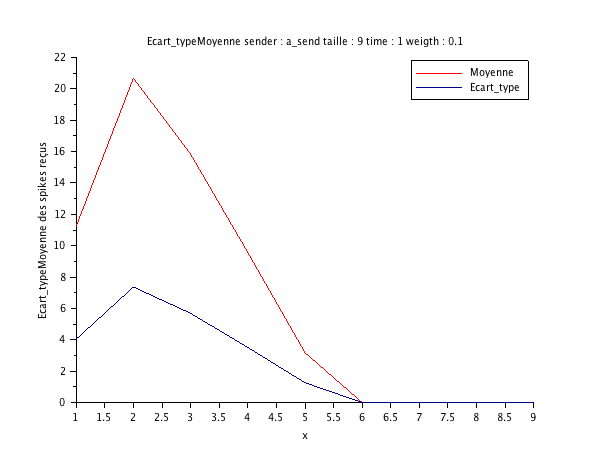 Ecart_typeMoyenne sender : a_send taille : 9 time : 1 weigth : 0.1
Moyenne
Ecart_type
Ecart_typeMoyenne des spikes reçus
22
20
18
16
14
12
10
8
6
4
2
0
1 1.5 2 2.5 3 3.5 4 4.5 5 5.5 6 6.5 7 7.5 8 8.5 9
x